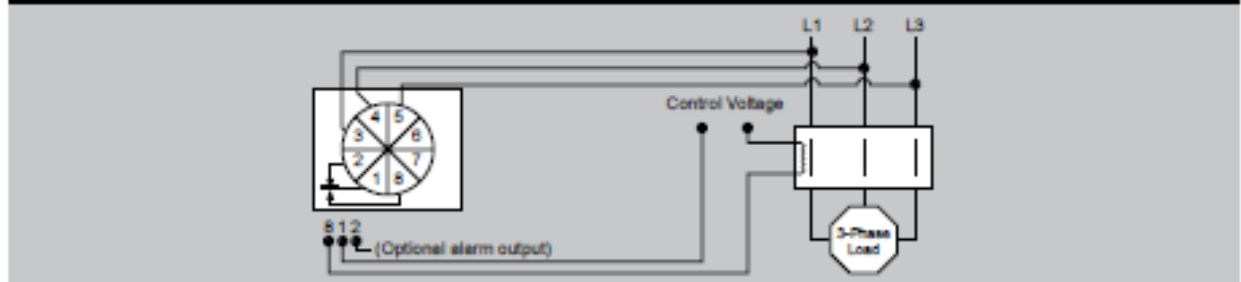 L1 L2 L3
Control Voltage
4 5
3 6
2 7
1 8
8 1 2
(Optional alarm output)
3-Phase
Load